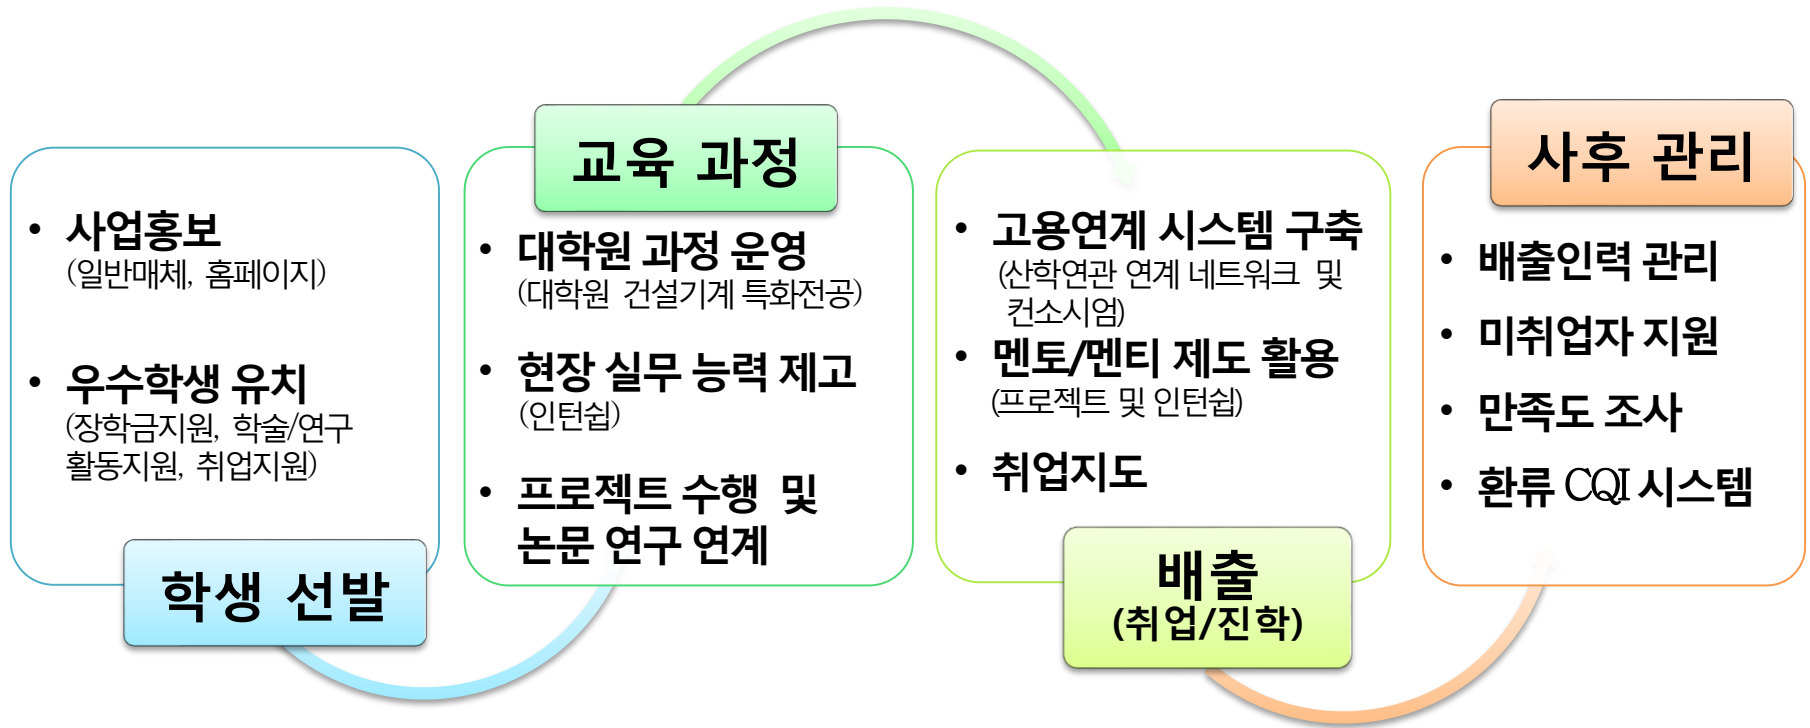 • 사업홍보
(일반매체, 홈페이지)
• 우수학생 유치
(장학금지원, 학술/연구
활동지원, 취업지원)
학생 선발
교육 과정
• 대학원 과정 운영
(대학원 건설기계 특화전공)
• 현장 실무 능력 제고
(인턴쉽)
• 프로젝트 수행 및
논문 연구 연계
• 고용연계 시스템 구축
(산학연관 연계 네트워크 및
컨소시엄)
• 멘토/멘티 제도 활용
(프로젝트 및 인턴쉽)
• 취업지도
배출
(취업/진학)
사후 관리
• 배출인력 관리
• 미취업자 지원
• 만족도 조사
• 환류 CQI 시스템